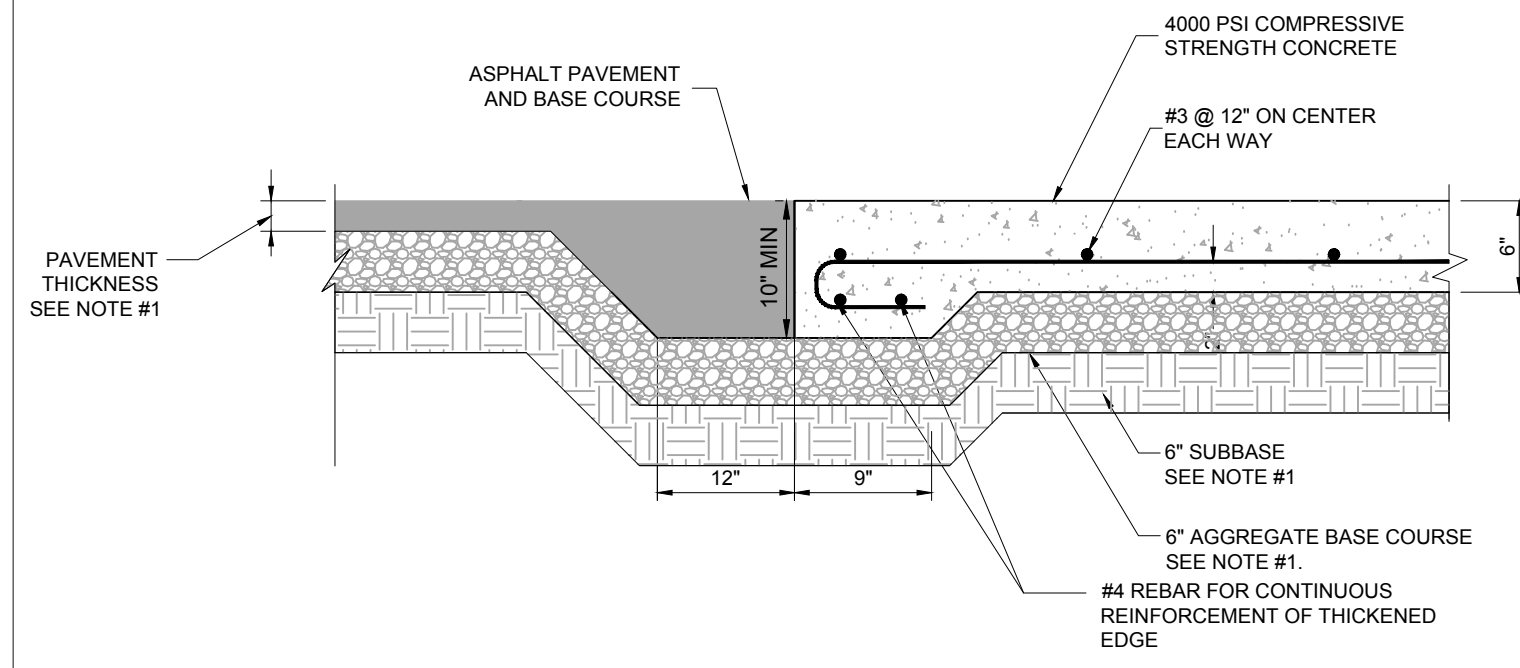 4000 PSI COMPRESSIVE
STRENGTH CONCRETE
ASPHALT PAVEMENT
AND BASE COURSE
#3 @ 12" ON CENTER
EACH WAY
PAVEMENT
THICKNESS
SEE NOTE #1
10" MIN
6"
12"
9"
6" SUBBASE
SEE NOTE #1
6" AGGREGATE BASE COURSE
SEE NOTE #1.
#4 REBAR FOR CONTINUOUS
REINFORCEMENT OF THICKENED
EDGE